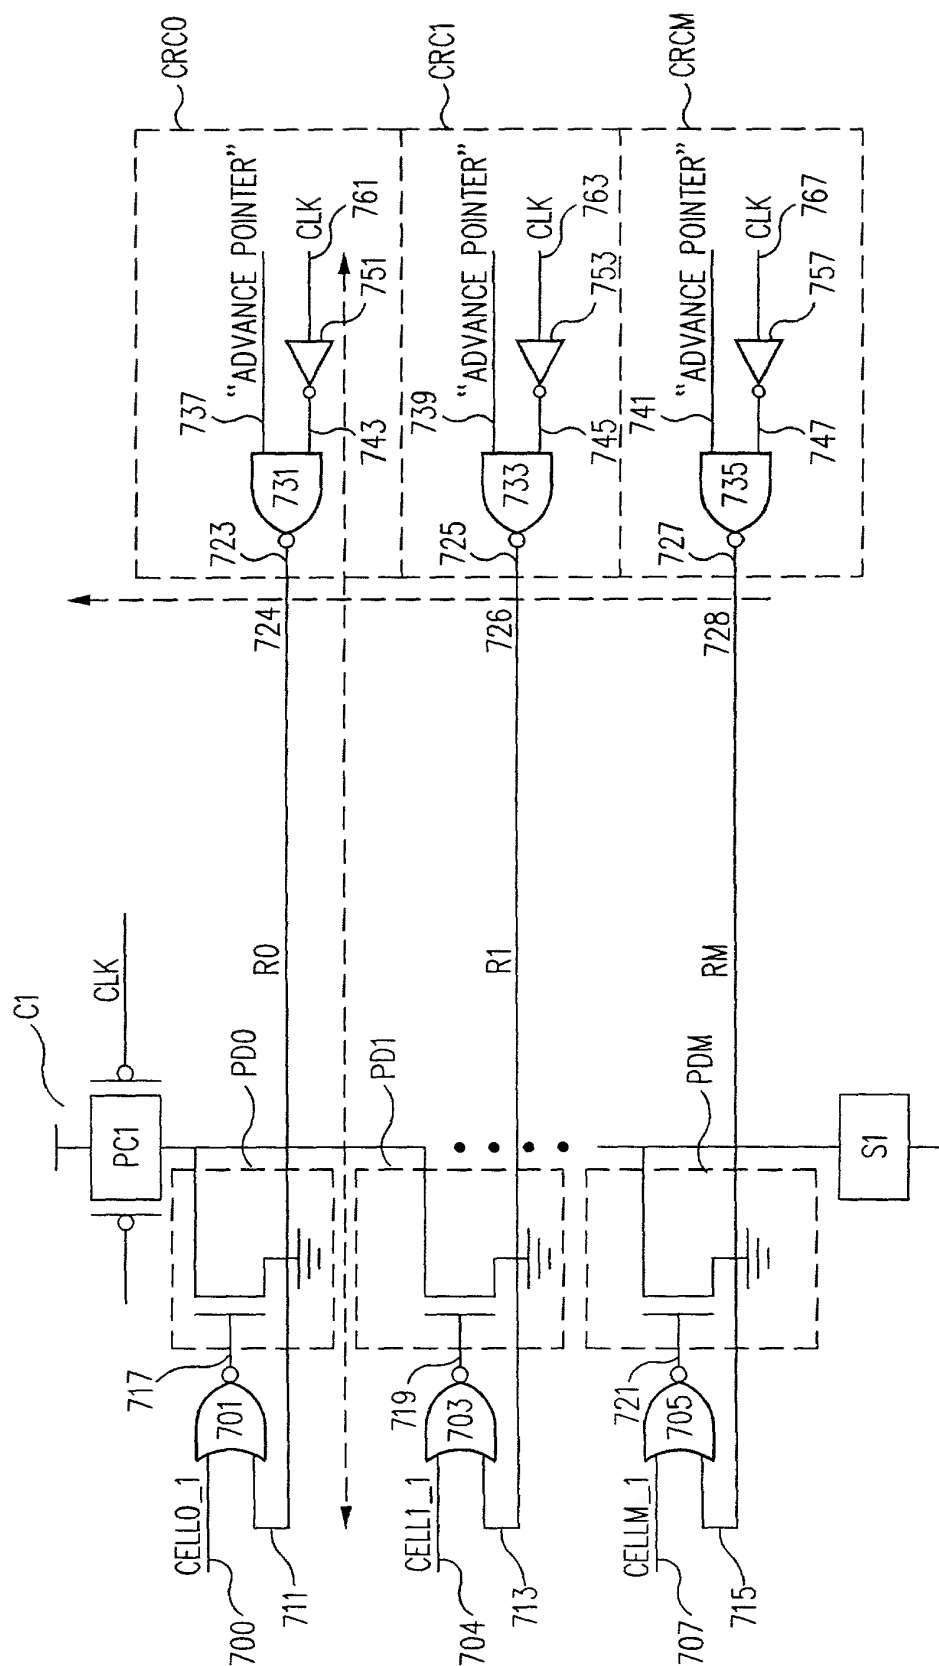 C1
CLK
PC1
CELL0_1
700
711
701
717
PD0
R0
724
723
731
737
743
"ADVANCE POINTER"
CLK
751
761
CRC0
CELL1_1
704
713
703
719
PD1
R1
726
725
733
739
745
"ADVANCE POINTER"
CLK
753
763
CRC1
CELLM_1
707
715
705
721
PDM
RM
728
727
735
741
747
"ADVANCE POINTER"
CLK
757
767
CRCM
S1